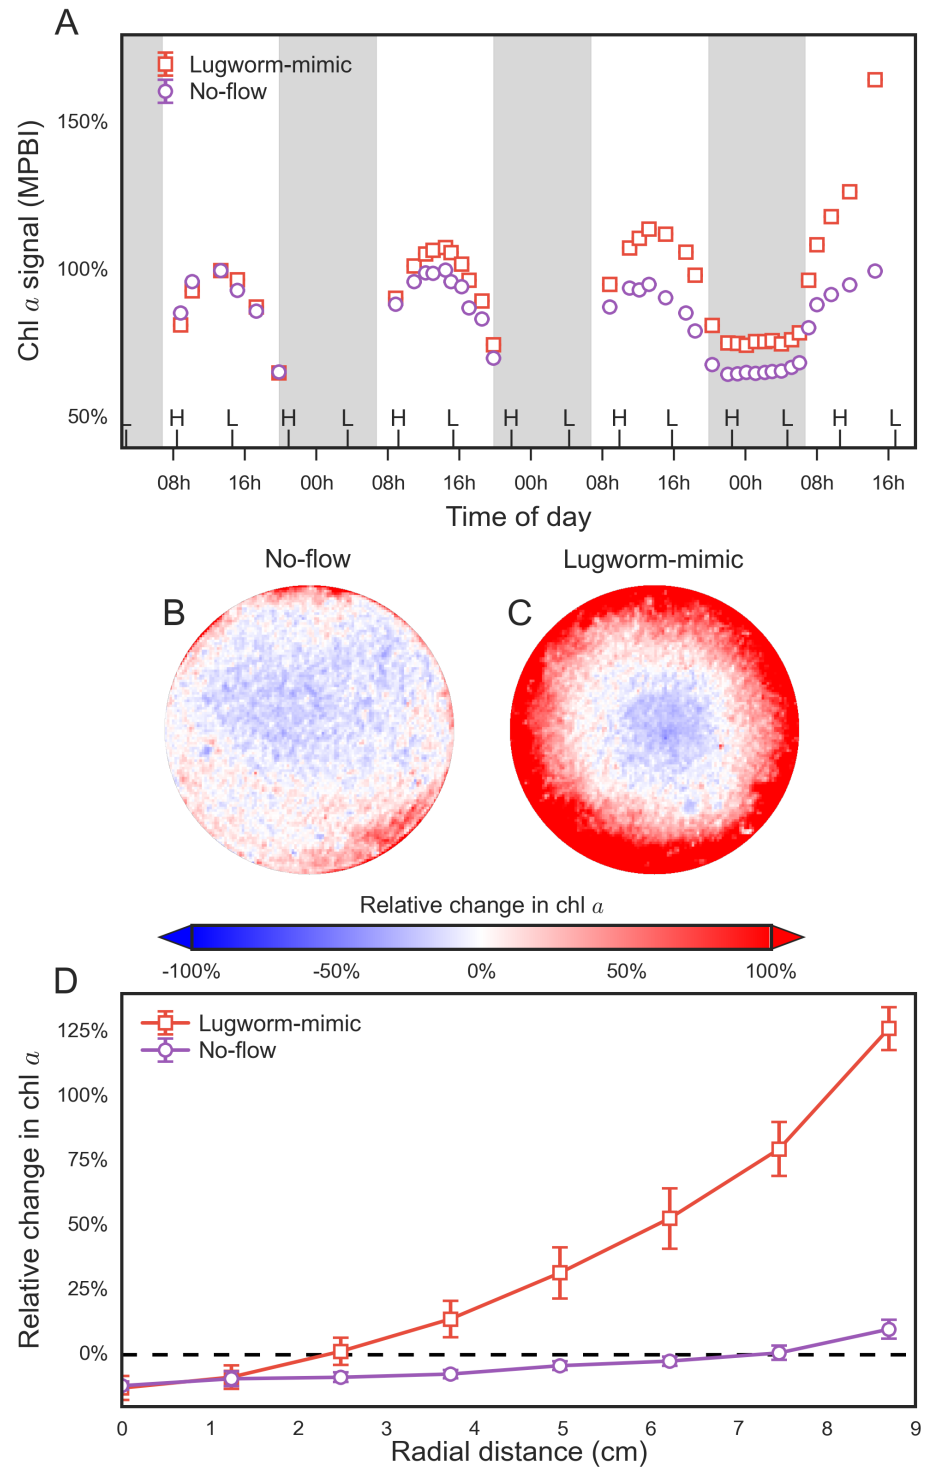 A
Lugworm-mimic
No-flow
Chl a signal (MPBI)
150%
100%
50%
L H L H L H L H L H L H L H L
08h 16h 00h 08h 16h 00h 08h 16h 00h 08h 16h
Time of day
No-flow
Lugworm-mimic
B
C
Relative change in chl a
-100% -50% 0% 50% 100%
D
Lugworm-mimic
No-flow
Relative change in chl a
125%
100%
75%
50%
25%
0%
0 1 2 3 4 5 6 7 8 9
Radial distance (cm)